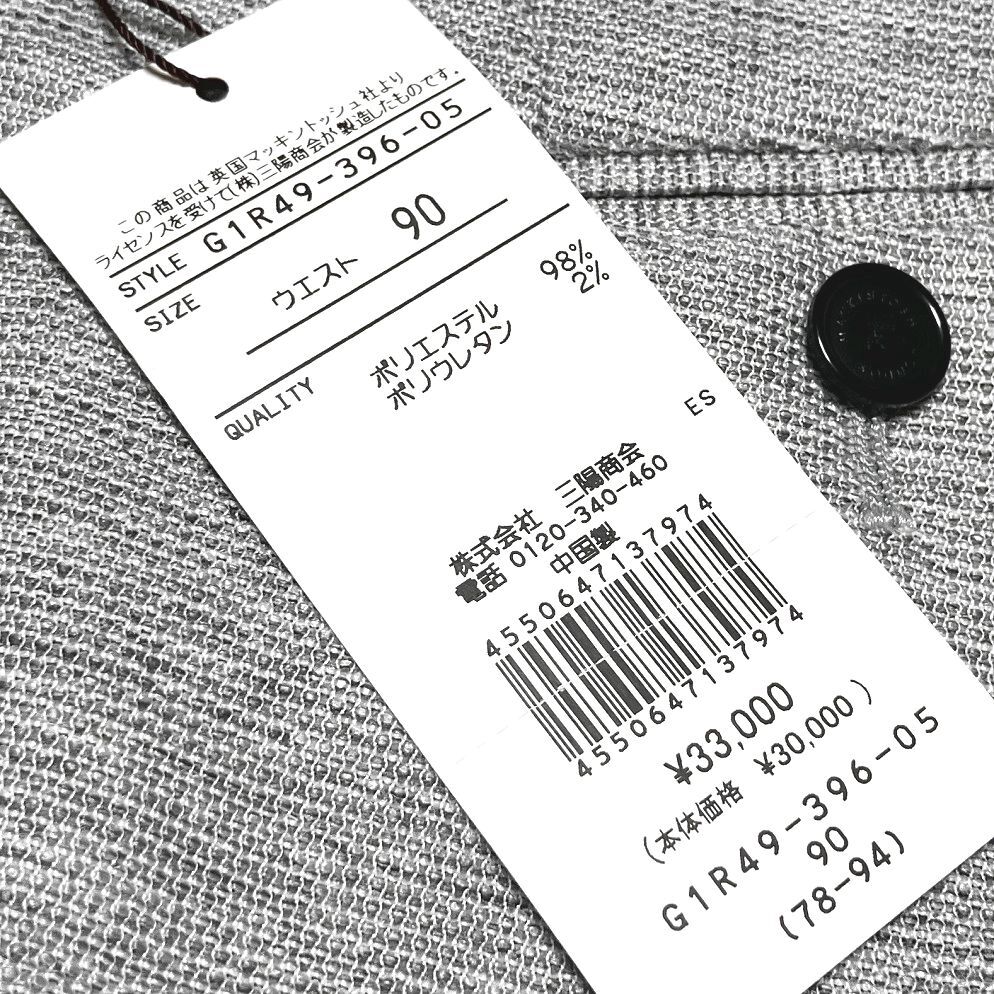 この商品は英国マッキントッシュ社より
ライセンスを受けて(株)三陽商会が製造したものです.
STYLE G1R49-396-05
SIZE ウエスト 90
QUALITY ポリエステル 98%
ポリウレタン 2%
ES
株式会社 三陽商会
電話 0120-340-460
中国製
4550647137974
4550647137974
¥33,000
(本体価格 ¥30,000)
G1R49-396-05
90
(78-94)